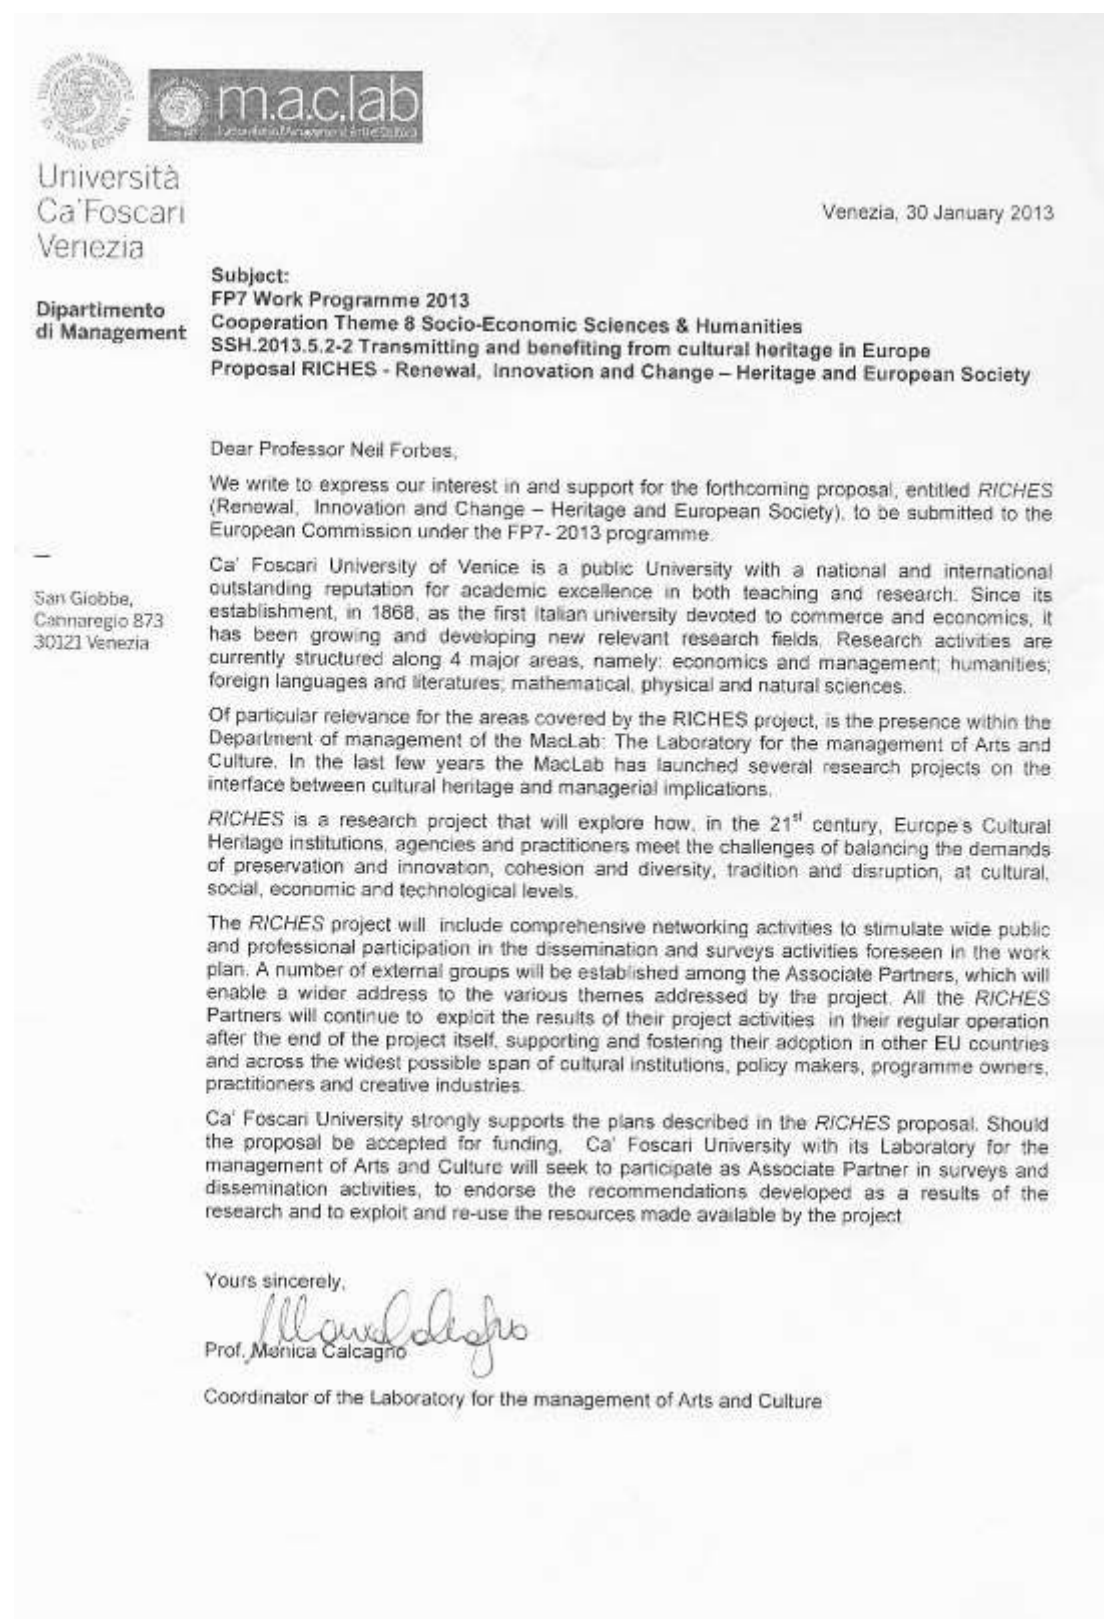 m.a.c.lab
Laboratorio Management Arte e Cultura
Università
Ca'Foscari
Venezia
Venezia, 30 January 2013
Dipartimento
di Management
Subject:
FP7 Work Programme 2013
Cooperation Theme 8 Socio-Economic Sciences & Humanities
SSH.2013.5.2-2 Transmitting and benefiting from cultural heritage in Europe
Proposal RICHES - Renewal, Innovation and Change – Heritage and European Society
Dear Professor Neil Forbes,
We write to express our interest in and support for the forthcoming proposal, entitled RICHES
(Renewal, Innovation and Change – Heritage and European Society), to be submitted to the
European Commission under the FP7- 2013 programme.
San Giobbe,
Cannaregio 873
30121 Venezia
Ca' Foscari University of Venice is a public University with a national and international
outstanding reputation for academic excellence in both teaching and research. Since its
establishment, in 1868, as the first Italian university devoted to commerce and economics, it
has been growing and developing new relevant research fields. Research activities are
currently structured along 4 major areas, namely: economics and management; humanities;
foreign languages and literatures; mathematical, physical and natural sciences.
Of particular relevance for the areas covered by the RICHES project, is the presence within the
Department of management of the MacLab: The Laboratory for the management of Arts and
Culture. In the last few years the MacLab has launched several research projects on the
interface between cultural heritage and managerial implications.
RICHES is a research project that will explore how, in the 21st century, Europe's Cultural
Heritage institutions, agencies and practitioners meet the challenges of balancing the demands
of preservation and innovation, cohesion and diversity, tradition and disruption, at cultural,
social, economic and technological levels.
The RICHES project will include comprehensive networking activities to stimulate wide public
and professional participation in the dissemination and surveys activities foreseen in the work
plan. A number of external groups will be established among the Associate Partners, which will
enable a wider address to the various themes addressed by the project. All the RICHES
Partners will continue to exploit the results of their project activities in their regular operation
after the end of the project itself, supporting and fostering their adoption in other EU countries
and across the widest possible span of cultural institutions, policy makers, programme owners,
practitioners and creative industries.
Ca' Foscari University strongly supports the plans described in the RICHES proposal. Should
the proposal be accepted for funding, Ca' Foscari University with its Laboratory for the
management of Arts and Culture will seek to participate as Associate Partner in surveys and
dissemination activities, to endorse the recommendations developed as a results of the
research and to exploit and re-use the resources made available by the project
Yours sincerely,
Prof. Monica Calcagno
Coordinator of the Laboratory for the management of Arts and Culture